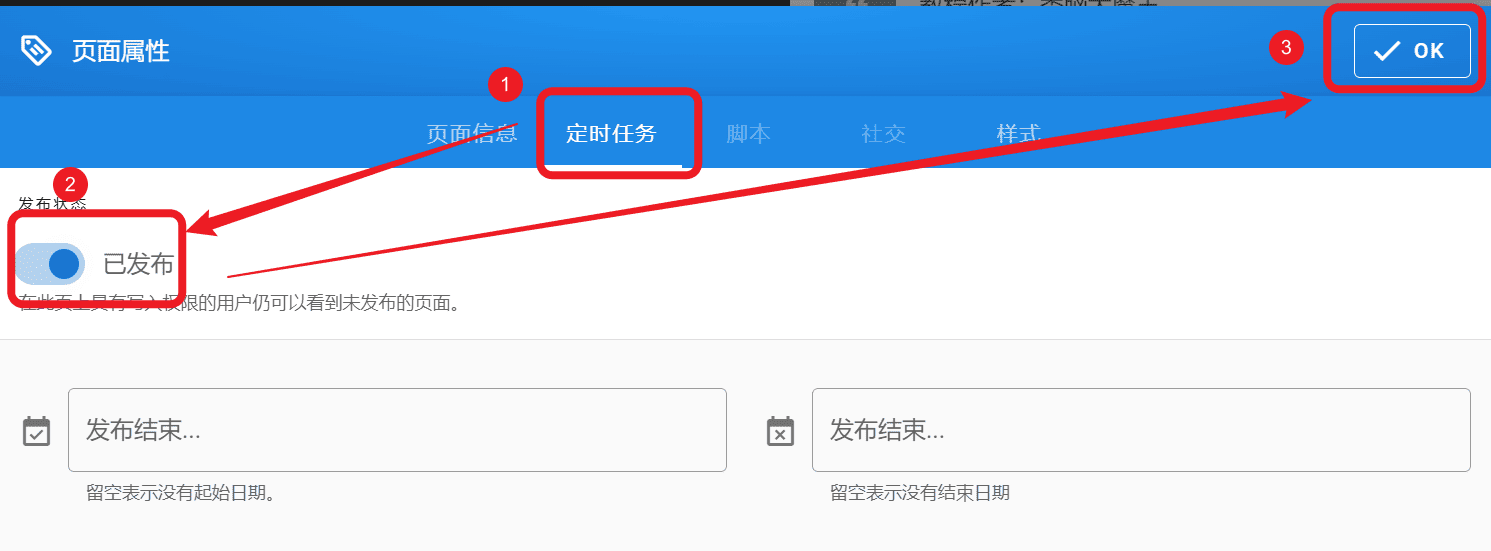 页面属性
3
OK
1
页面信息
定时任务
脚本
社交
样式
2
发布状态
已发布
在此页上具有写入权限的用户仍可以看到未发布的页面。
发布结束...
发布结束...
留空表示没有起始日期。
留空表示没有结束日期